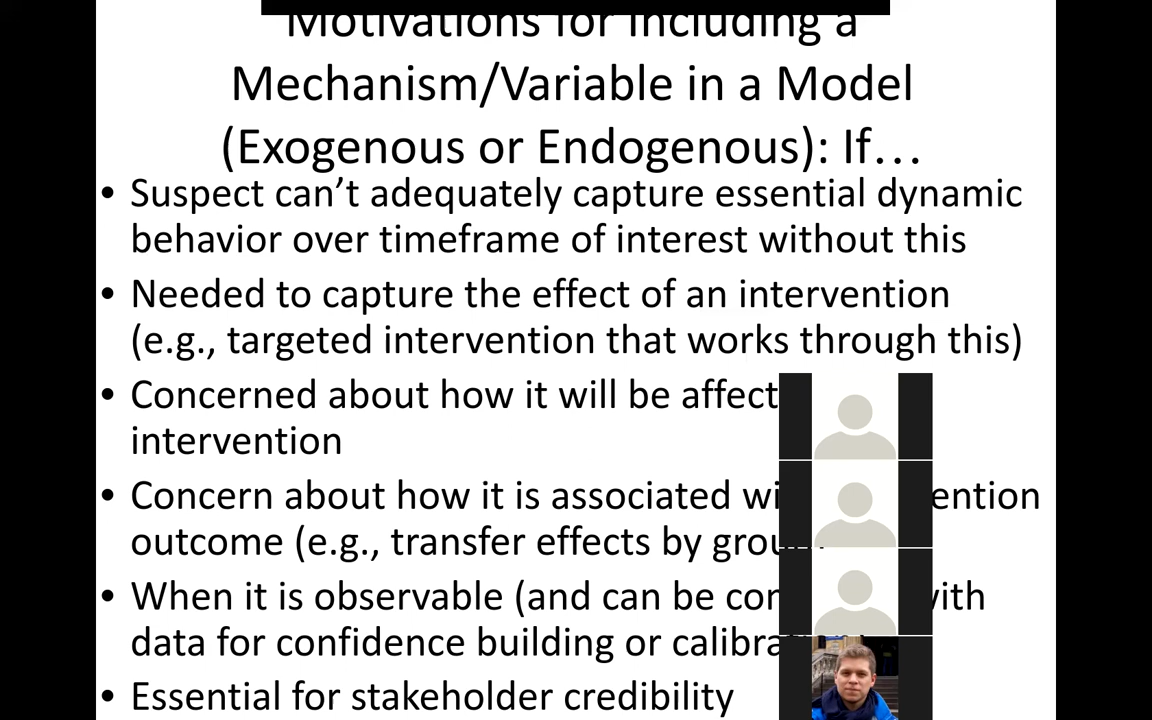 Motivations for Including a
Mechanism/Variable in a Model
(Exogenous or Endogenous): If…
• Suspect can't adequately capture essential dynamic
behavior over timeframe of interest without this
• Needed to capture the effect of an intervention
(e.g., targeted intervention that works through this)
• Concerned about how it will be affect
intervention
• Concern about how it is associated wi ention
outcome (e.g., transfer effects by grou
• When it is observable (and can be con with
data for confidence building or calibra
• Essential for stakeholder credibility